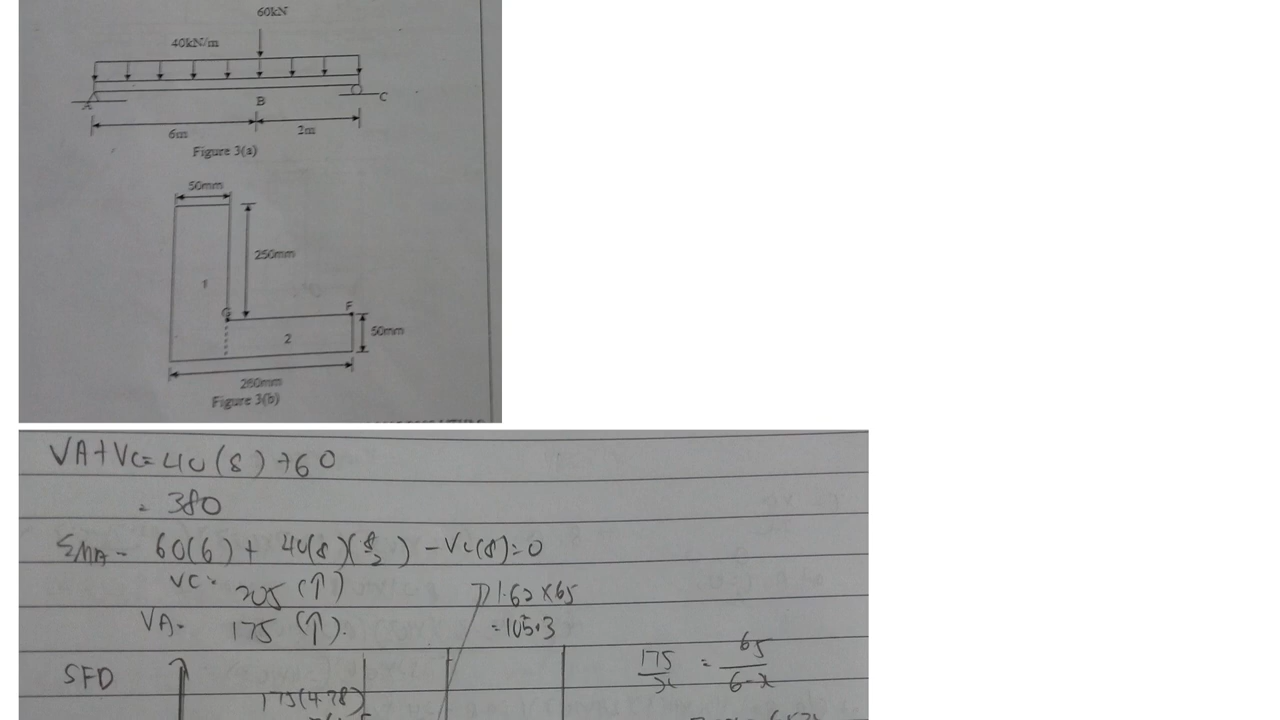 60kN
40kN/m
A
B
C
6m
2m
Figure 3(a)
50mm
250mm
1
G
F
2
50mm
Figure 3(b)
VA+VC=40(8)+60
= 380
ΣMA = 60(6) + 40(8)(8/2) - VC(8)=0
VC= 205 (↑)
1.62 x 65
VA= 175 (↑).
=105.3
SFD
175/x = 65/6-x
175(4.78)